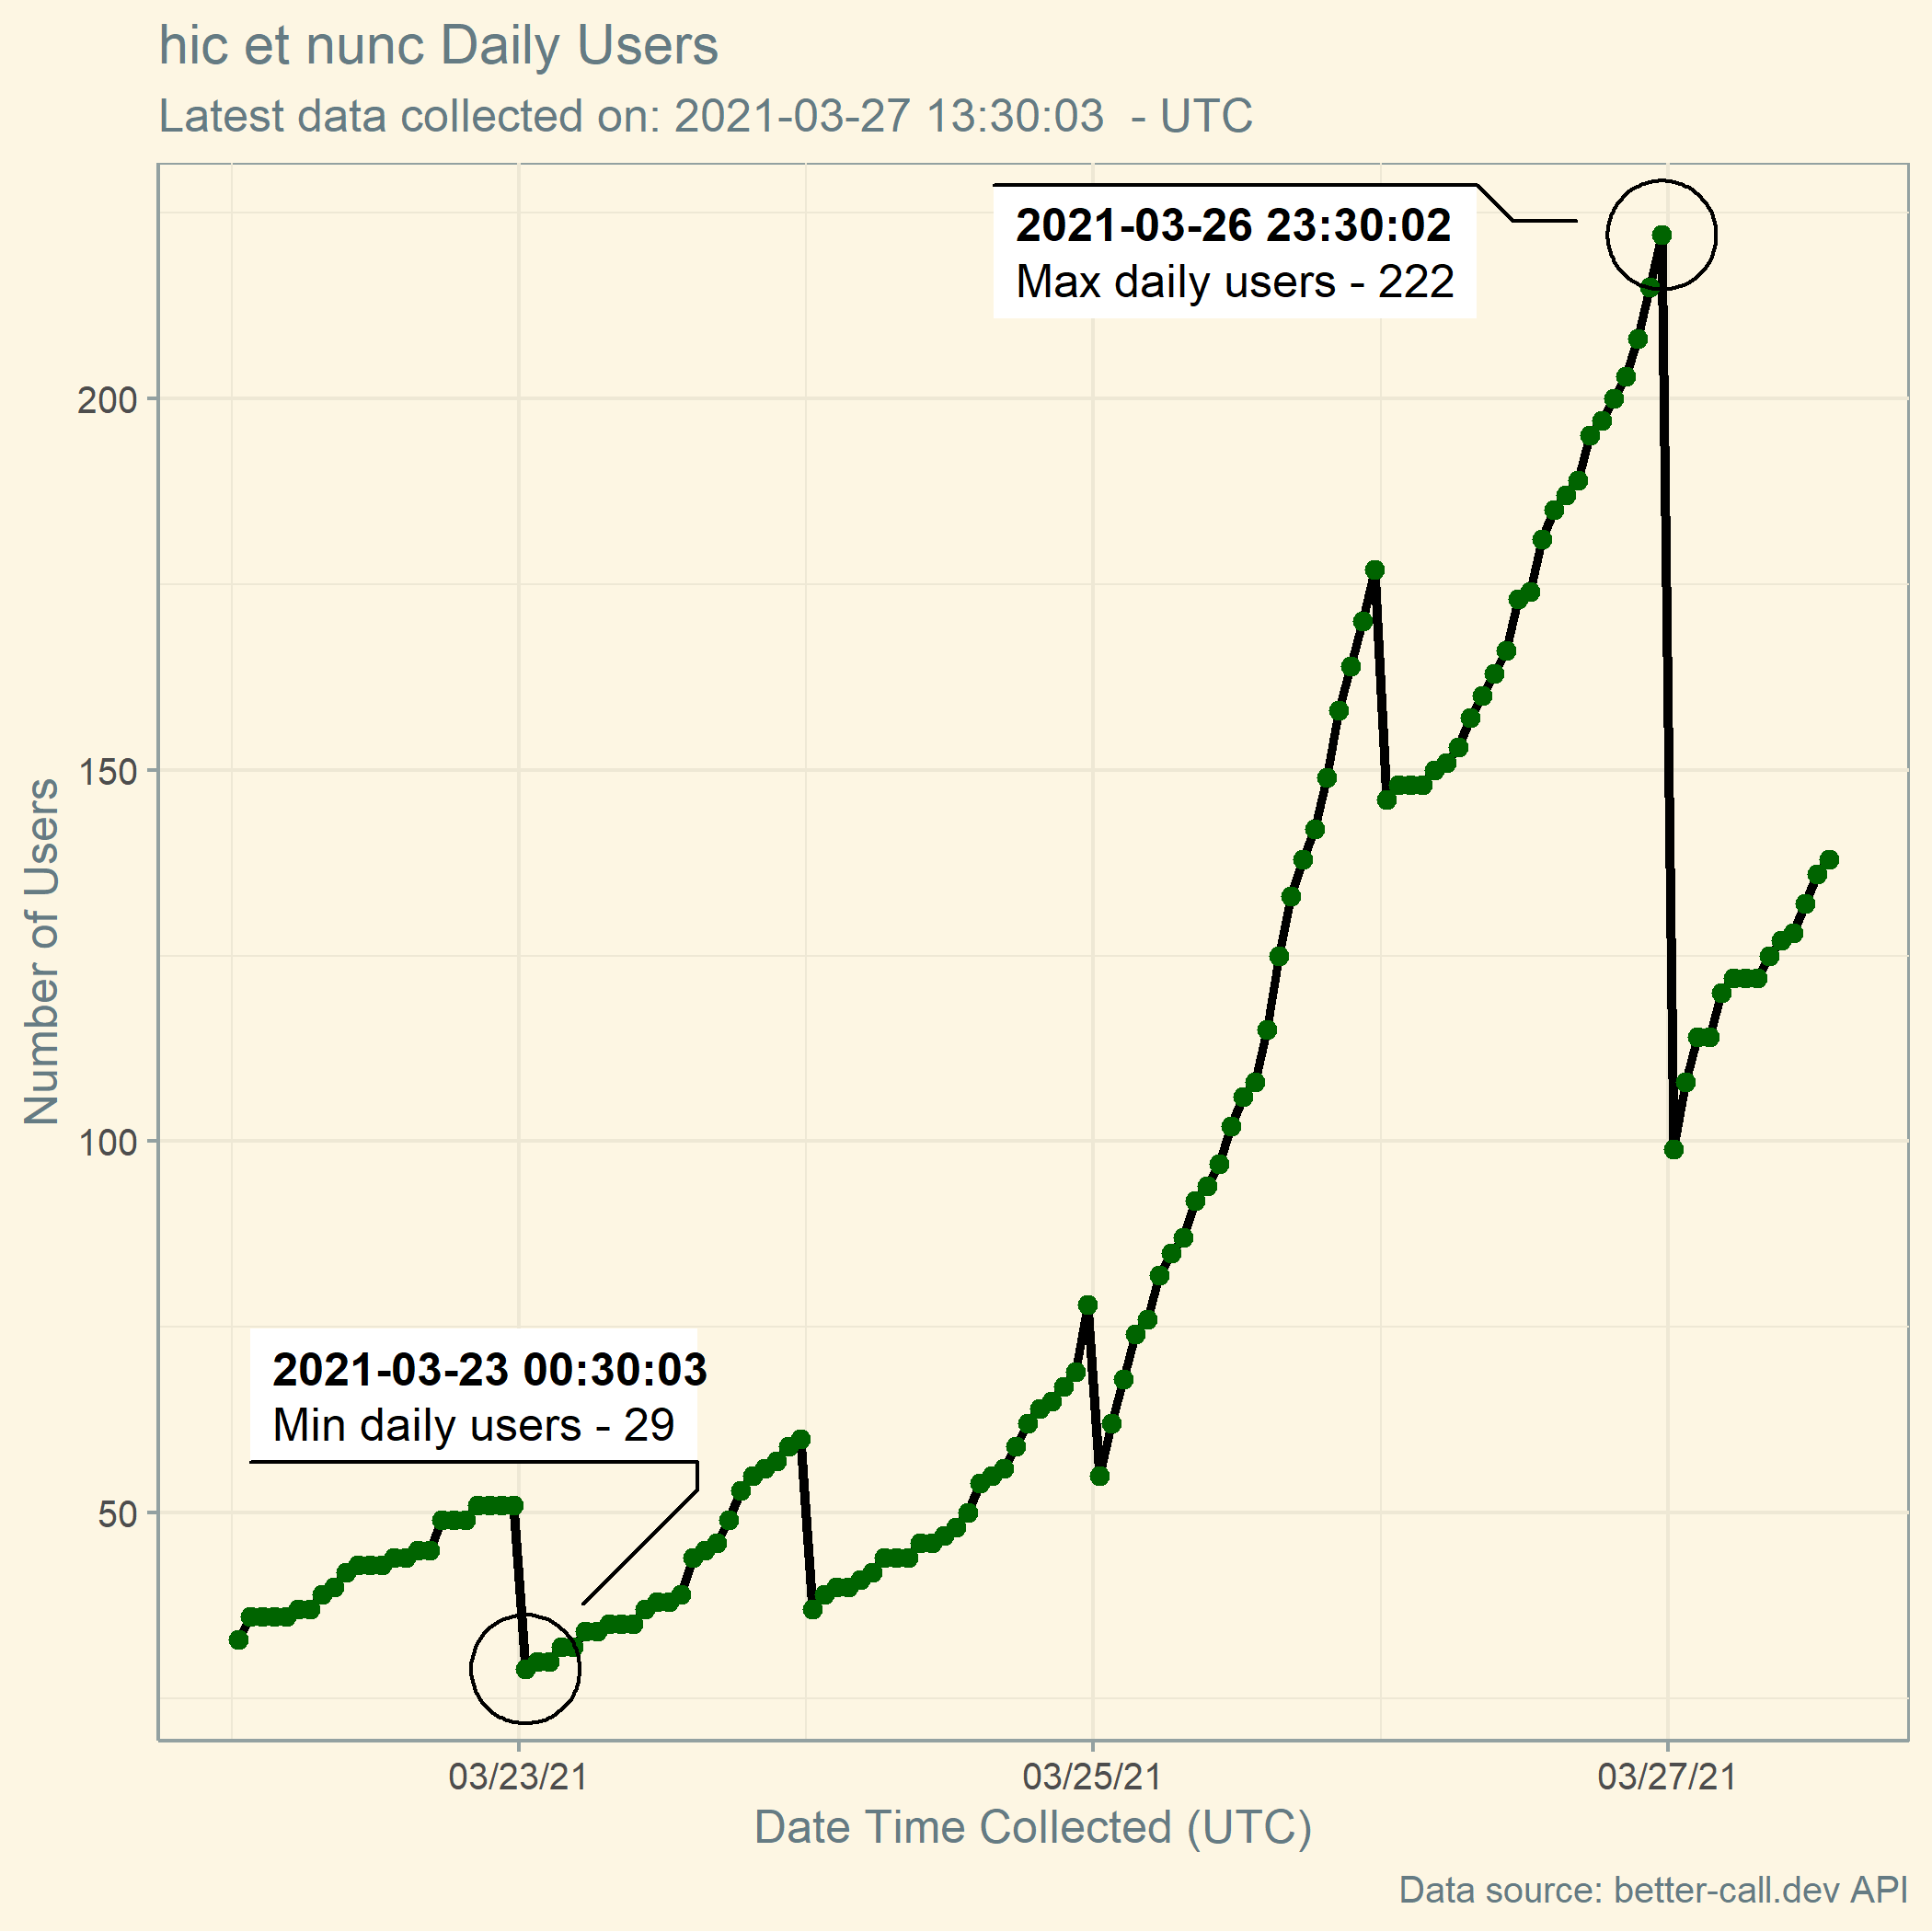 hic et nunc Daily Users
Latest data collected on: 2021-03-27 13:30:03  - UTC
2021-03-26 23:30:02
Max daily users - 222
200
150
100
50
Number of Users
2021-03-23 00:30:03
Min daily users - 29
03/23/21
03/25/21
03/27/21
Date Time Collected (UTC)
Data source: better-call.dev API